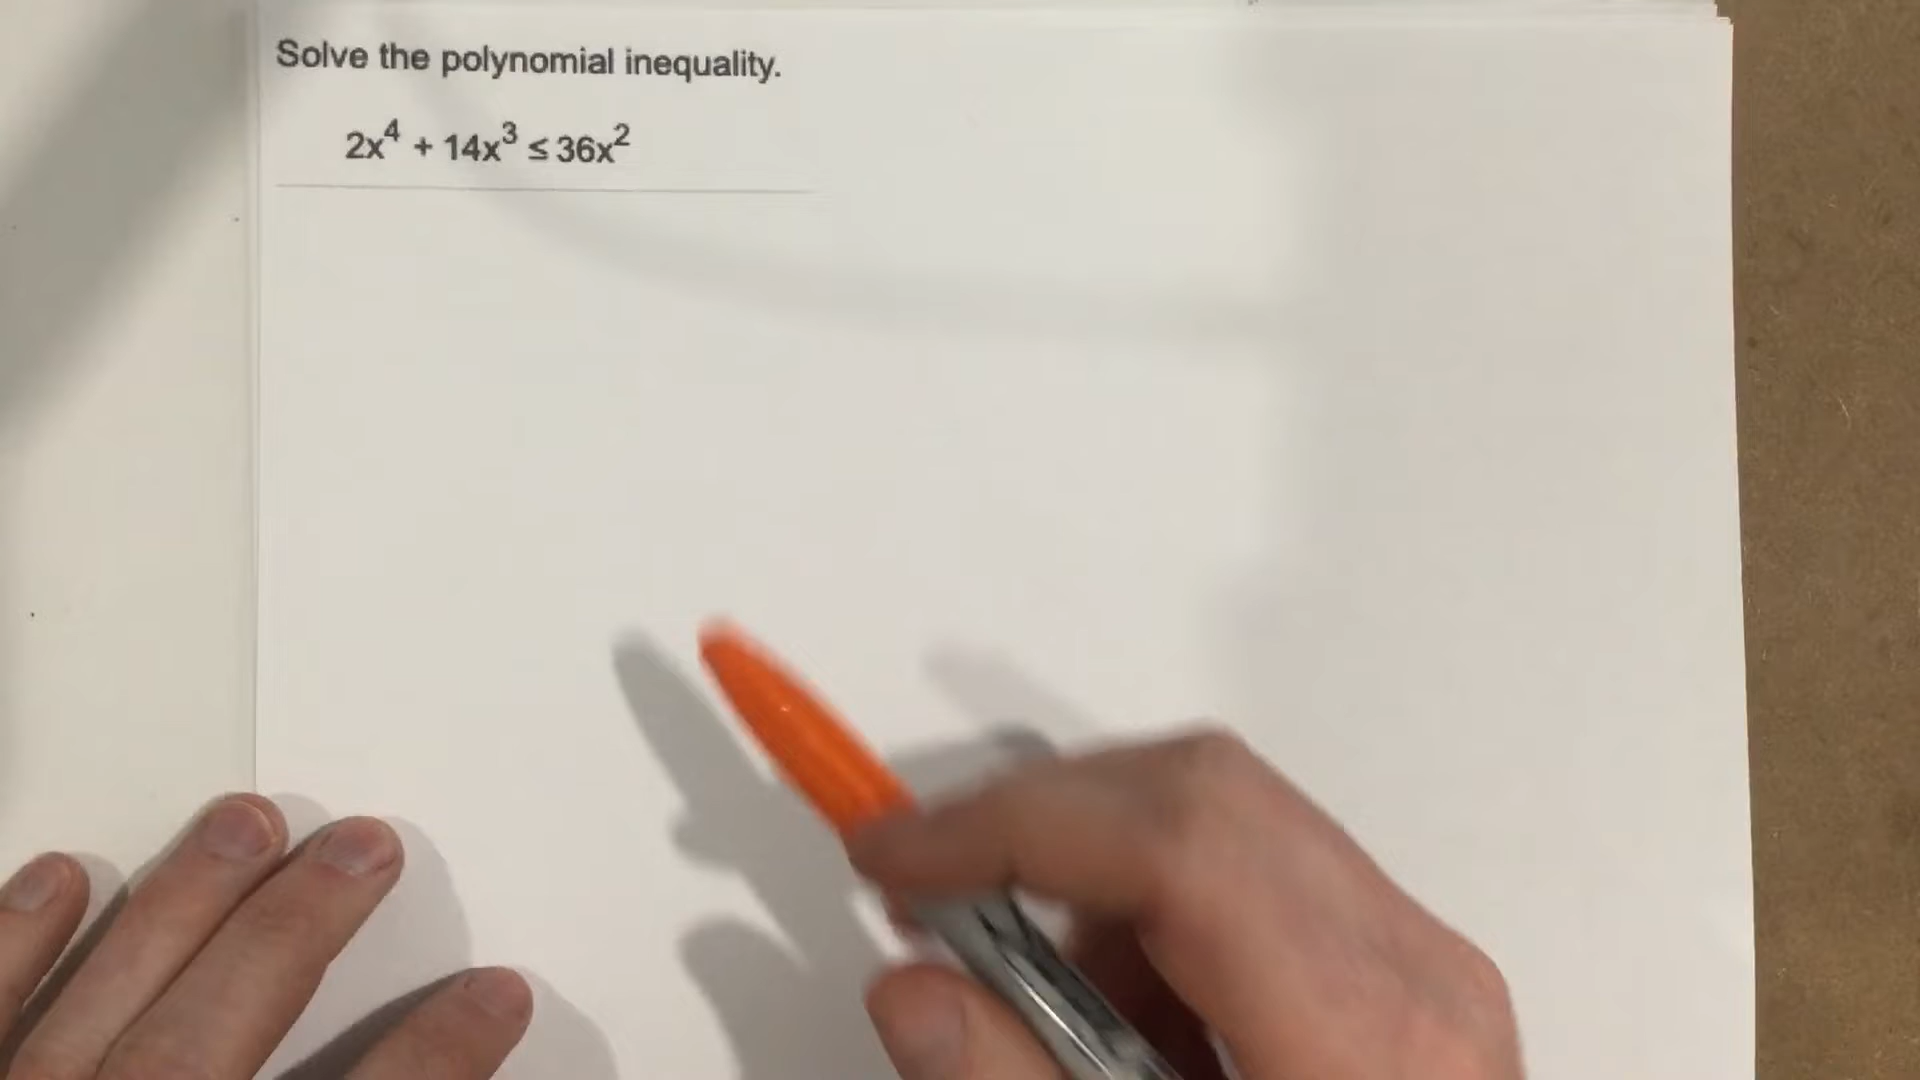 Solve the polynomial inequality.
2x⁴ + 14x³ ≤ 36x²